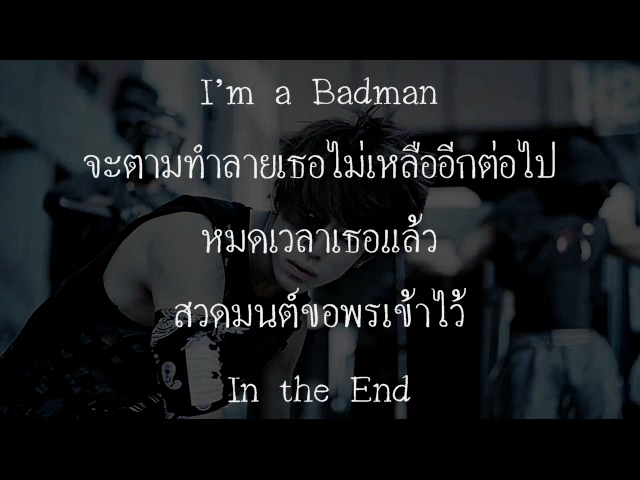 I'm a Badman
จะตามทำลายเธอไม่เหลืออีกต่อไป
หมดเวลาเธอแล้ว
สวดมนต์ขอพรเข้าไว้
In the End